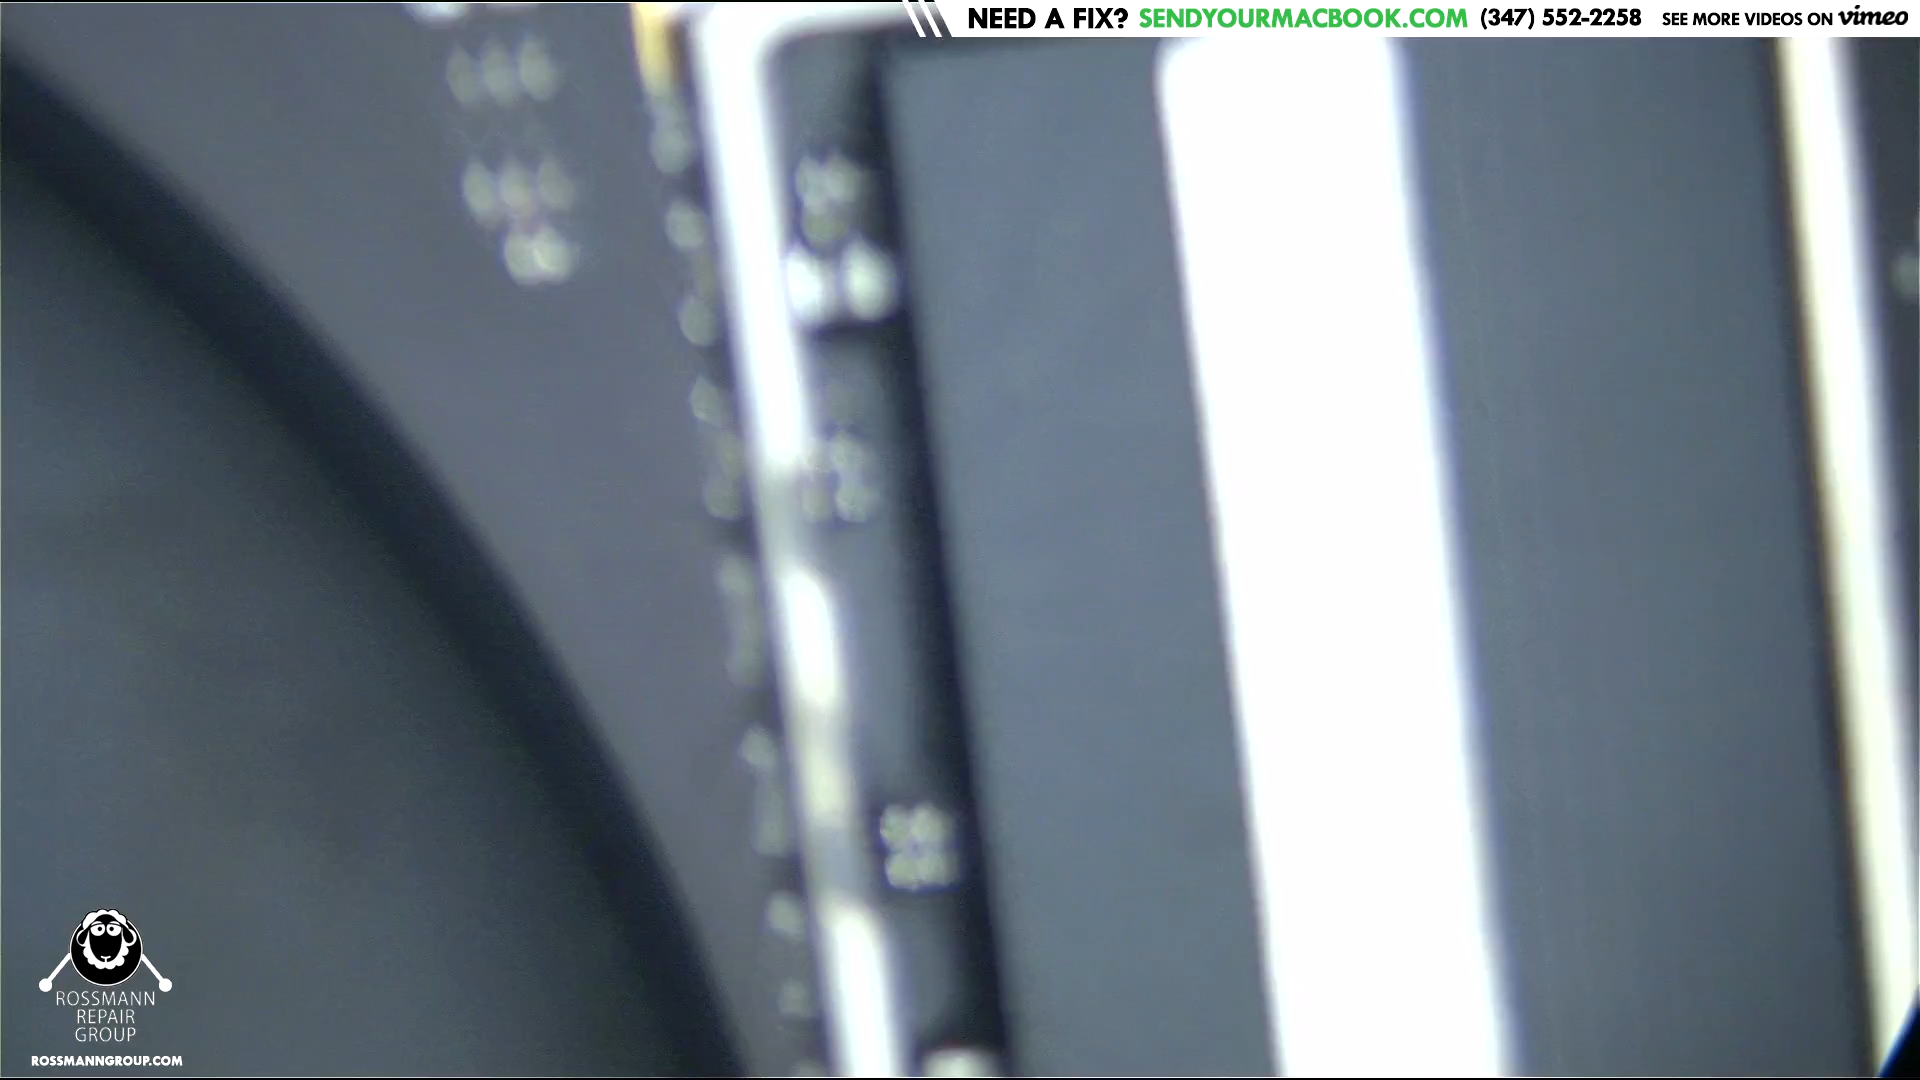 NEED A FIX? SENDYOURMACBOOK.COM (347) 552-2258 SEE MORE VIDEOS ON vimeo
ROSSMANN
REPAIR
GROUP
ROSSMANNGROUP.COM